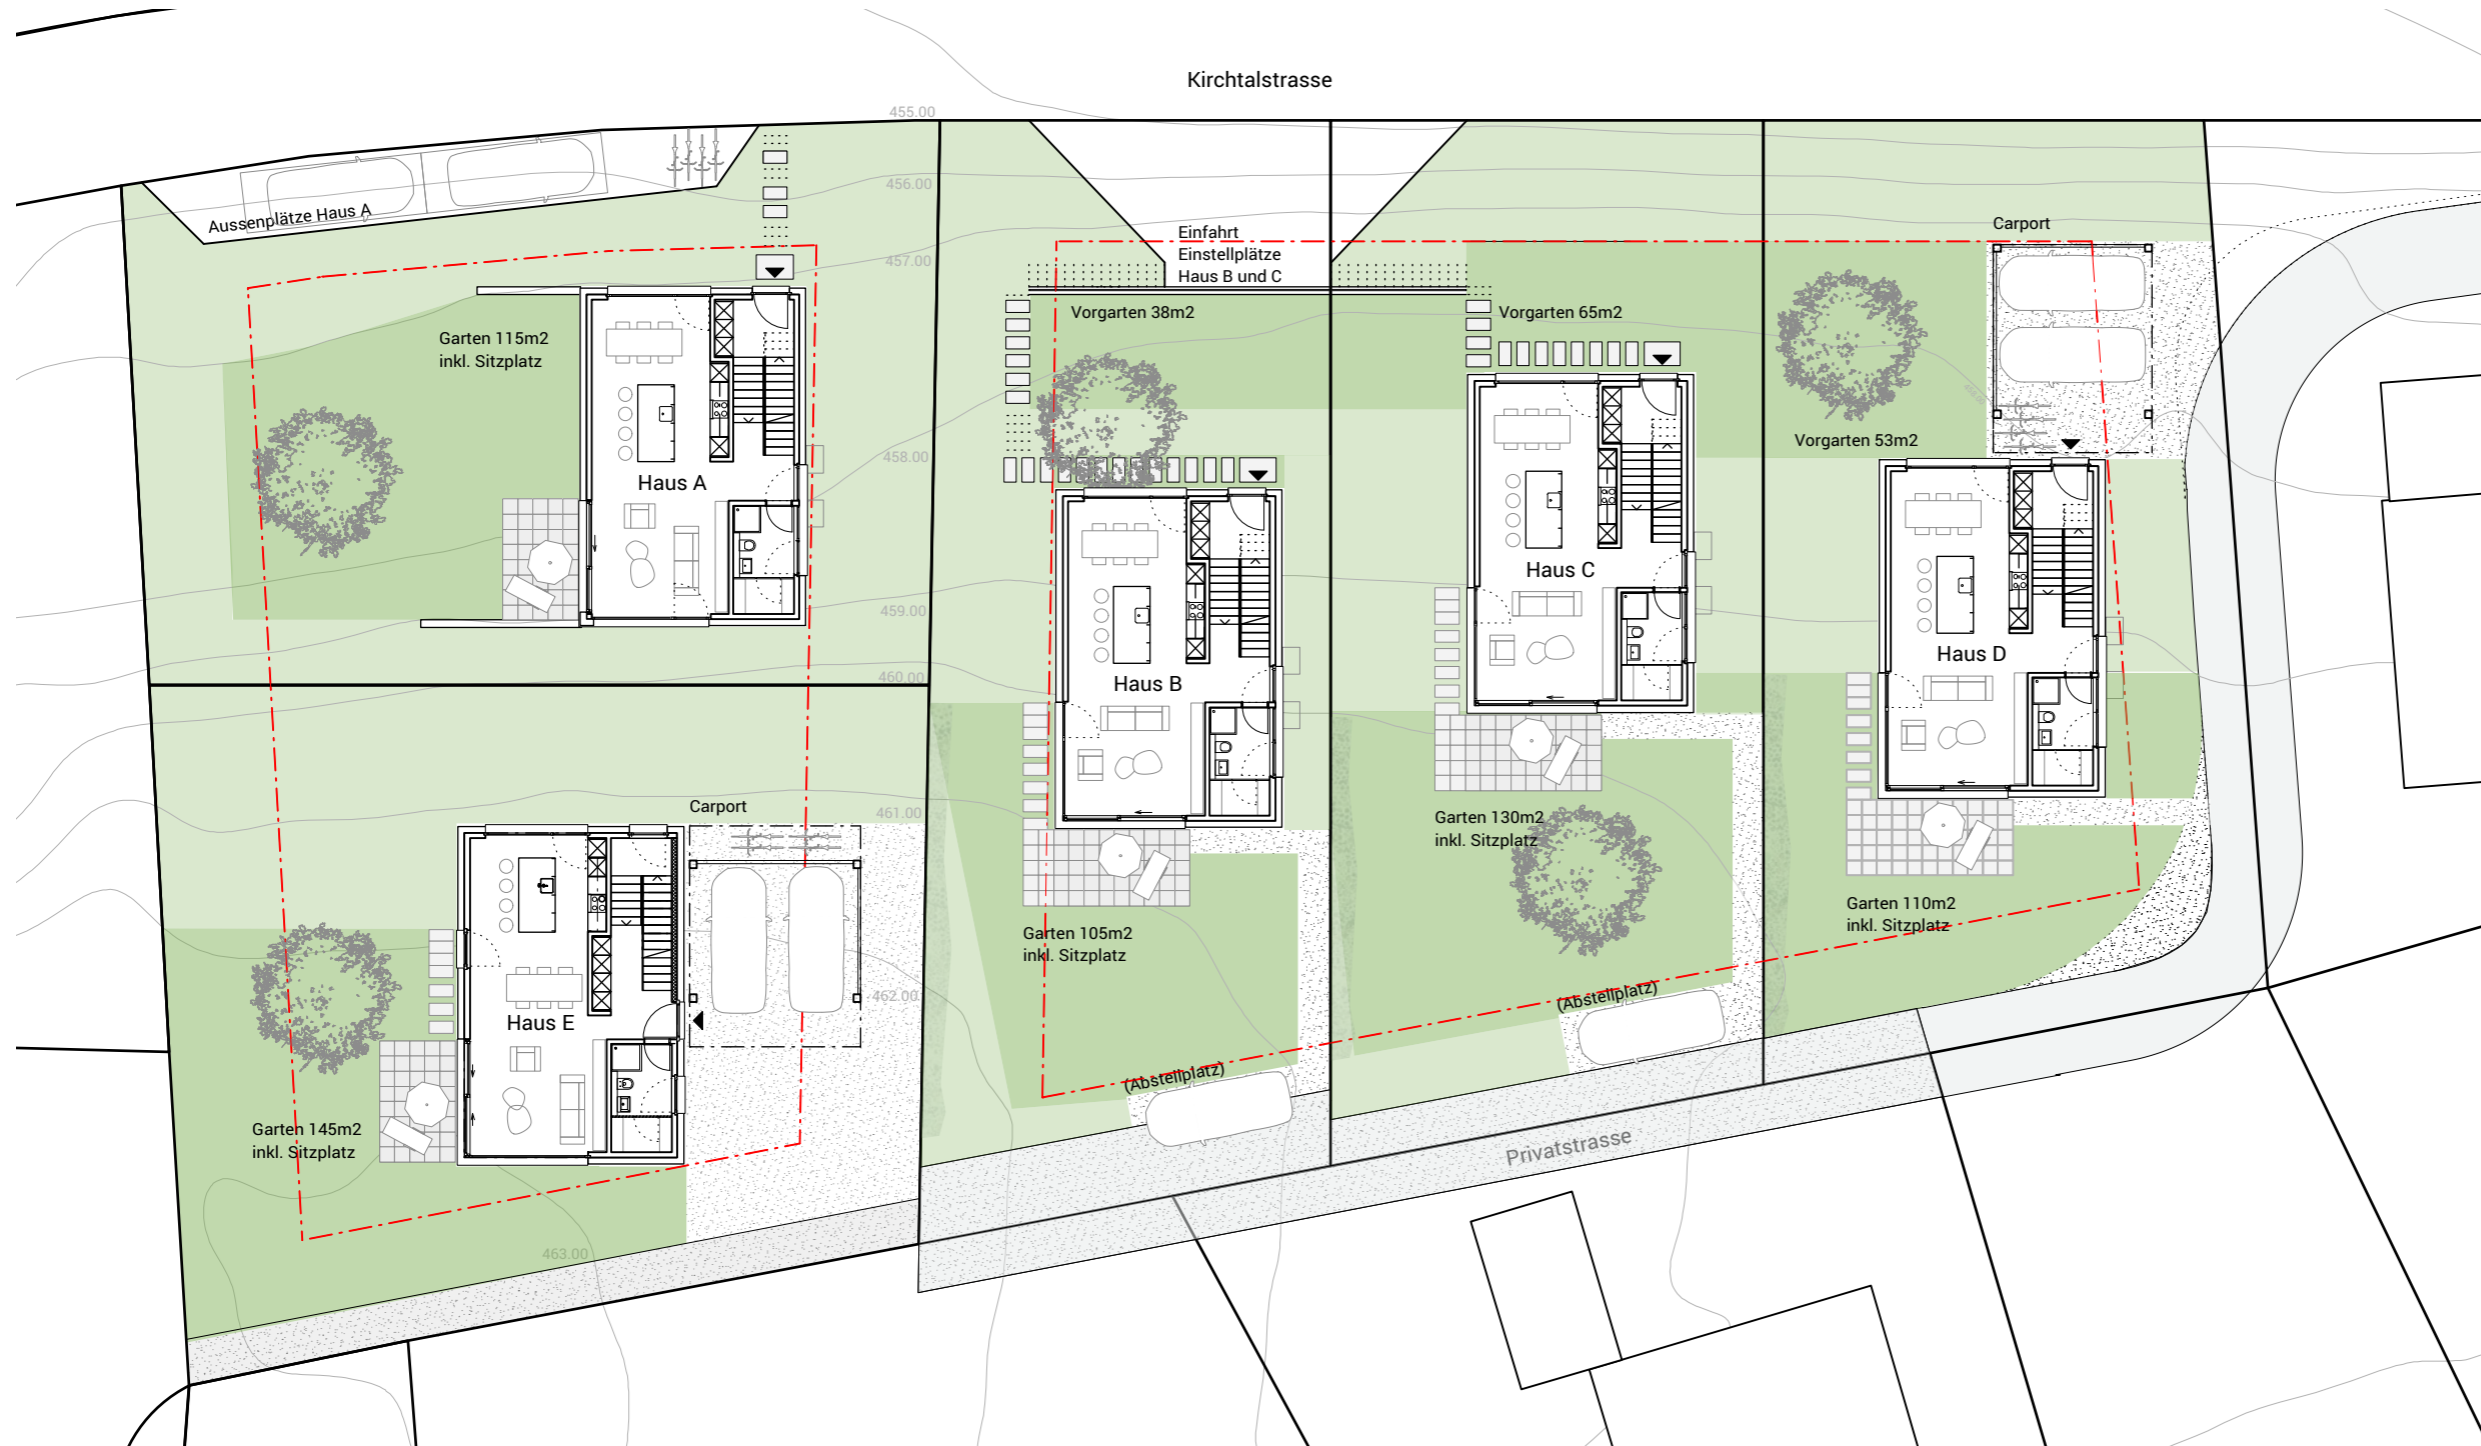 Kirchtalstrasse
455.00
456.00
Aussenplätze Haus A
Carport
Einfahrt
Einstellplätze
Haus B und C
457.00
Vorgarten 38m2
Vorgarten 65m2
Garten 115m2
inkl. Sitzplatz
Vorgarten 53m2
458.00
Haus A
Haus C
459.00
Haus D
460.00
Haus B
Carport
461.00
Garten 130m2
inkl. Sitzplatz
Garten 110m2
inkl. Sitzplatz
Garten 105m2
inkl. Sitzplatz
462.00
(Abstellplatz)
Haus E
(Abstellplatz)
Garten 145m2
inkl. Sitzplatz
Privatstrasse
463.00